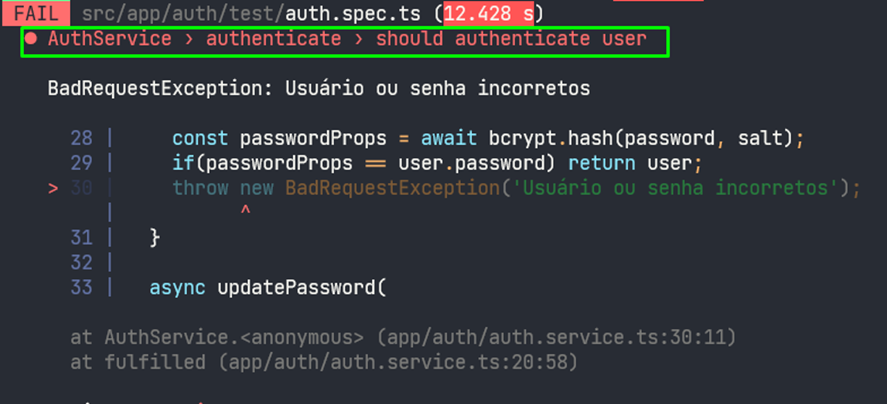 FAIL src/app/auth/test/auth.spec.ts (12.428 s)
● AuthService › authenticate › should authenticate user
BadRequestException: Usuário ou senha incorretos
28 | const passwordProps = await bcrypt.hash(password, salt);
29 | if(passwordProps == user.password) return user;
> 30 | throw new BadRequestException('Usuário ou senha incorretos');
| ^
31 | }
32 |
33 | async updatePassword(
at AuthService.<anonymous> (app/auth/auth.service.ts:30:11)
at fulfilled (app/auth/auth.service.ts:20:58)